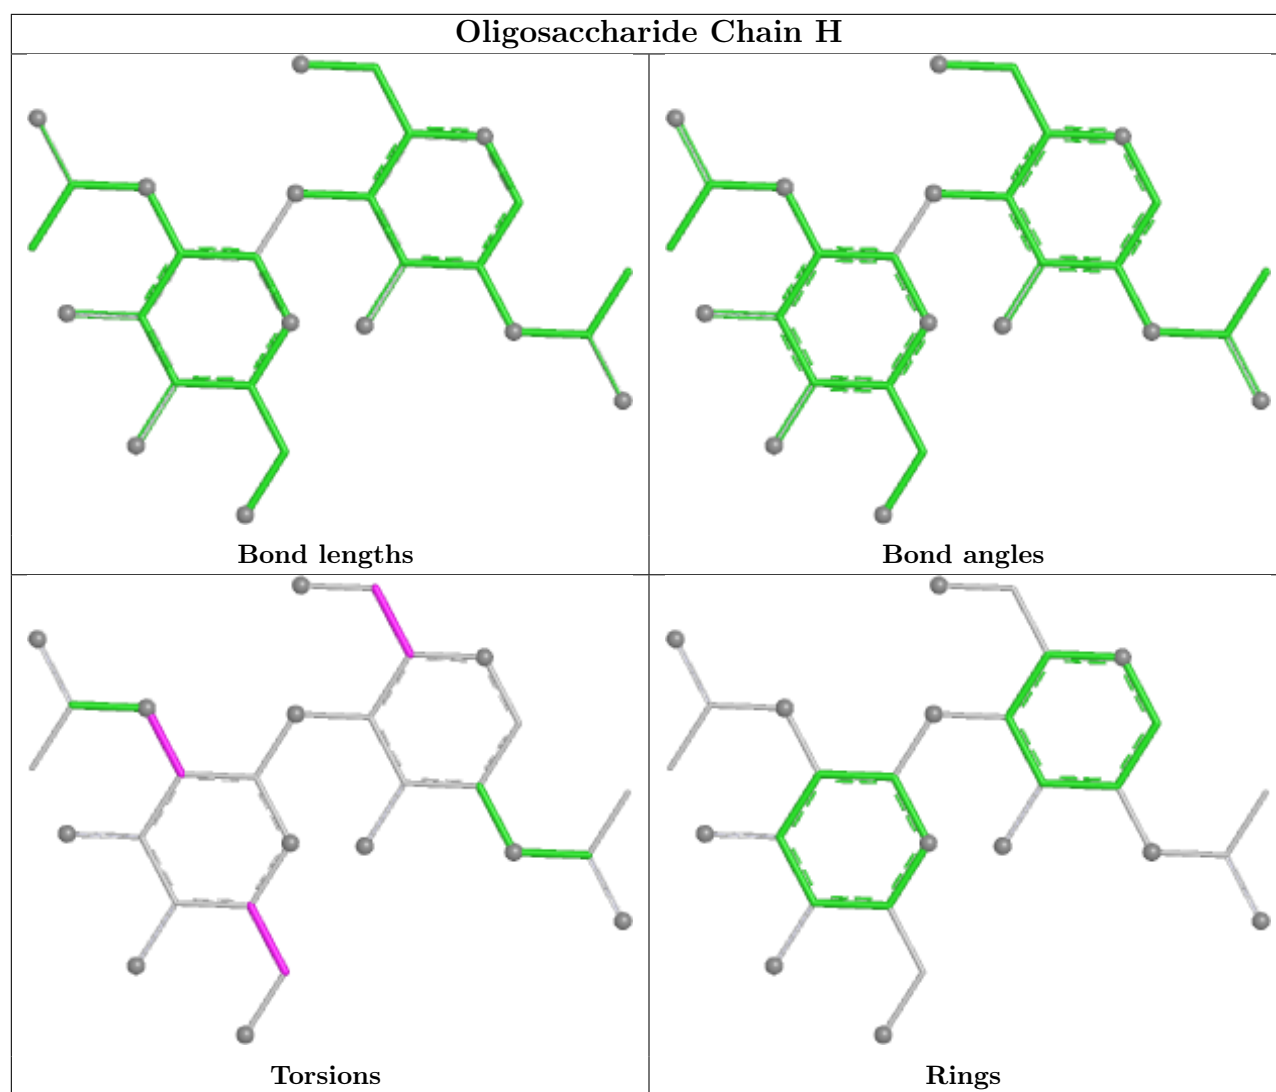 Oligosaccharide Chain H
Bond lengths
Bond angles
Torsions
Rings